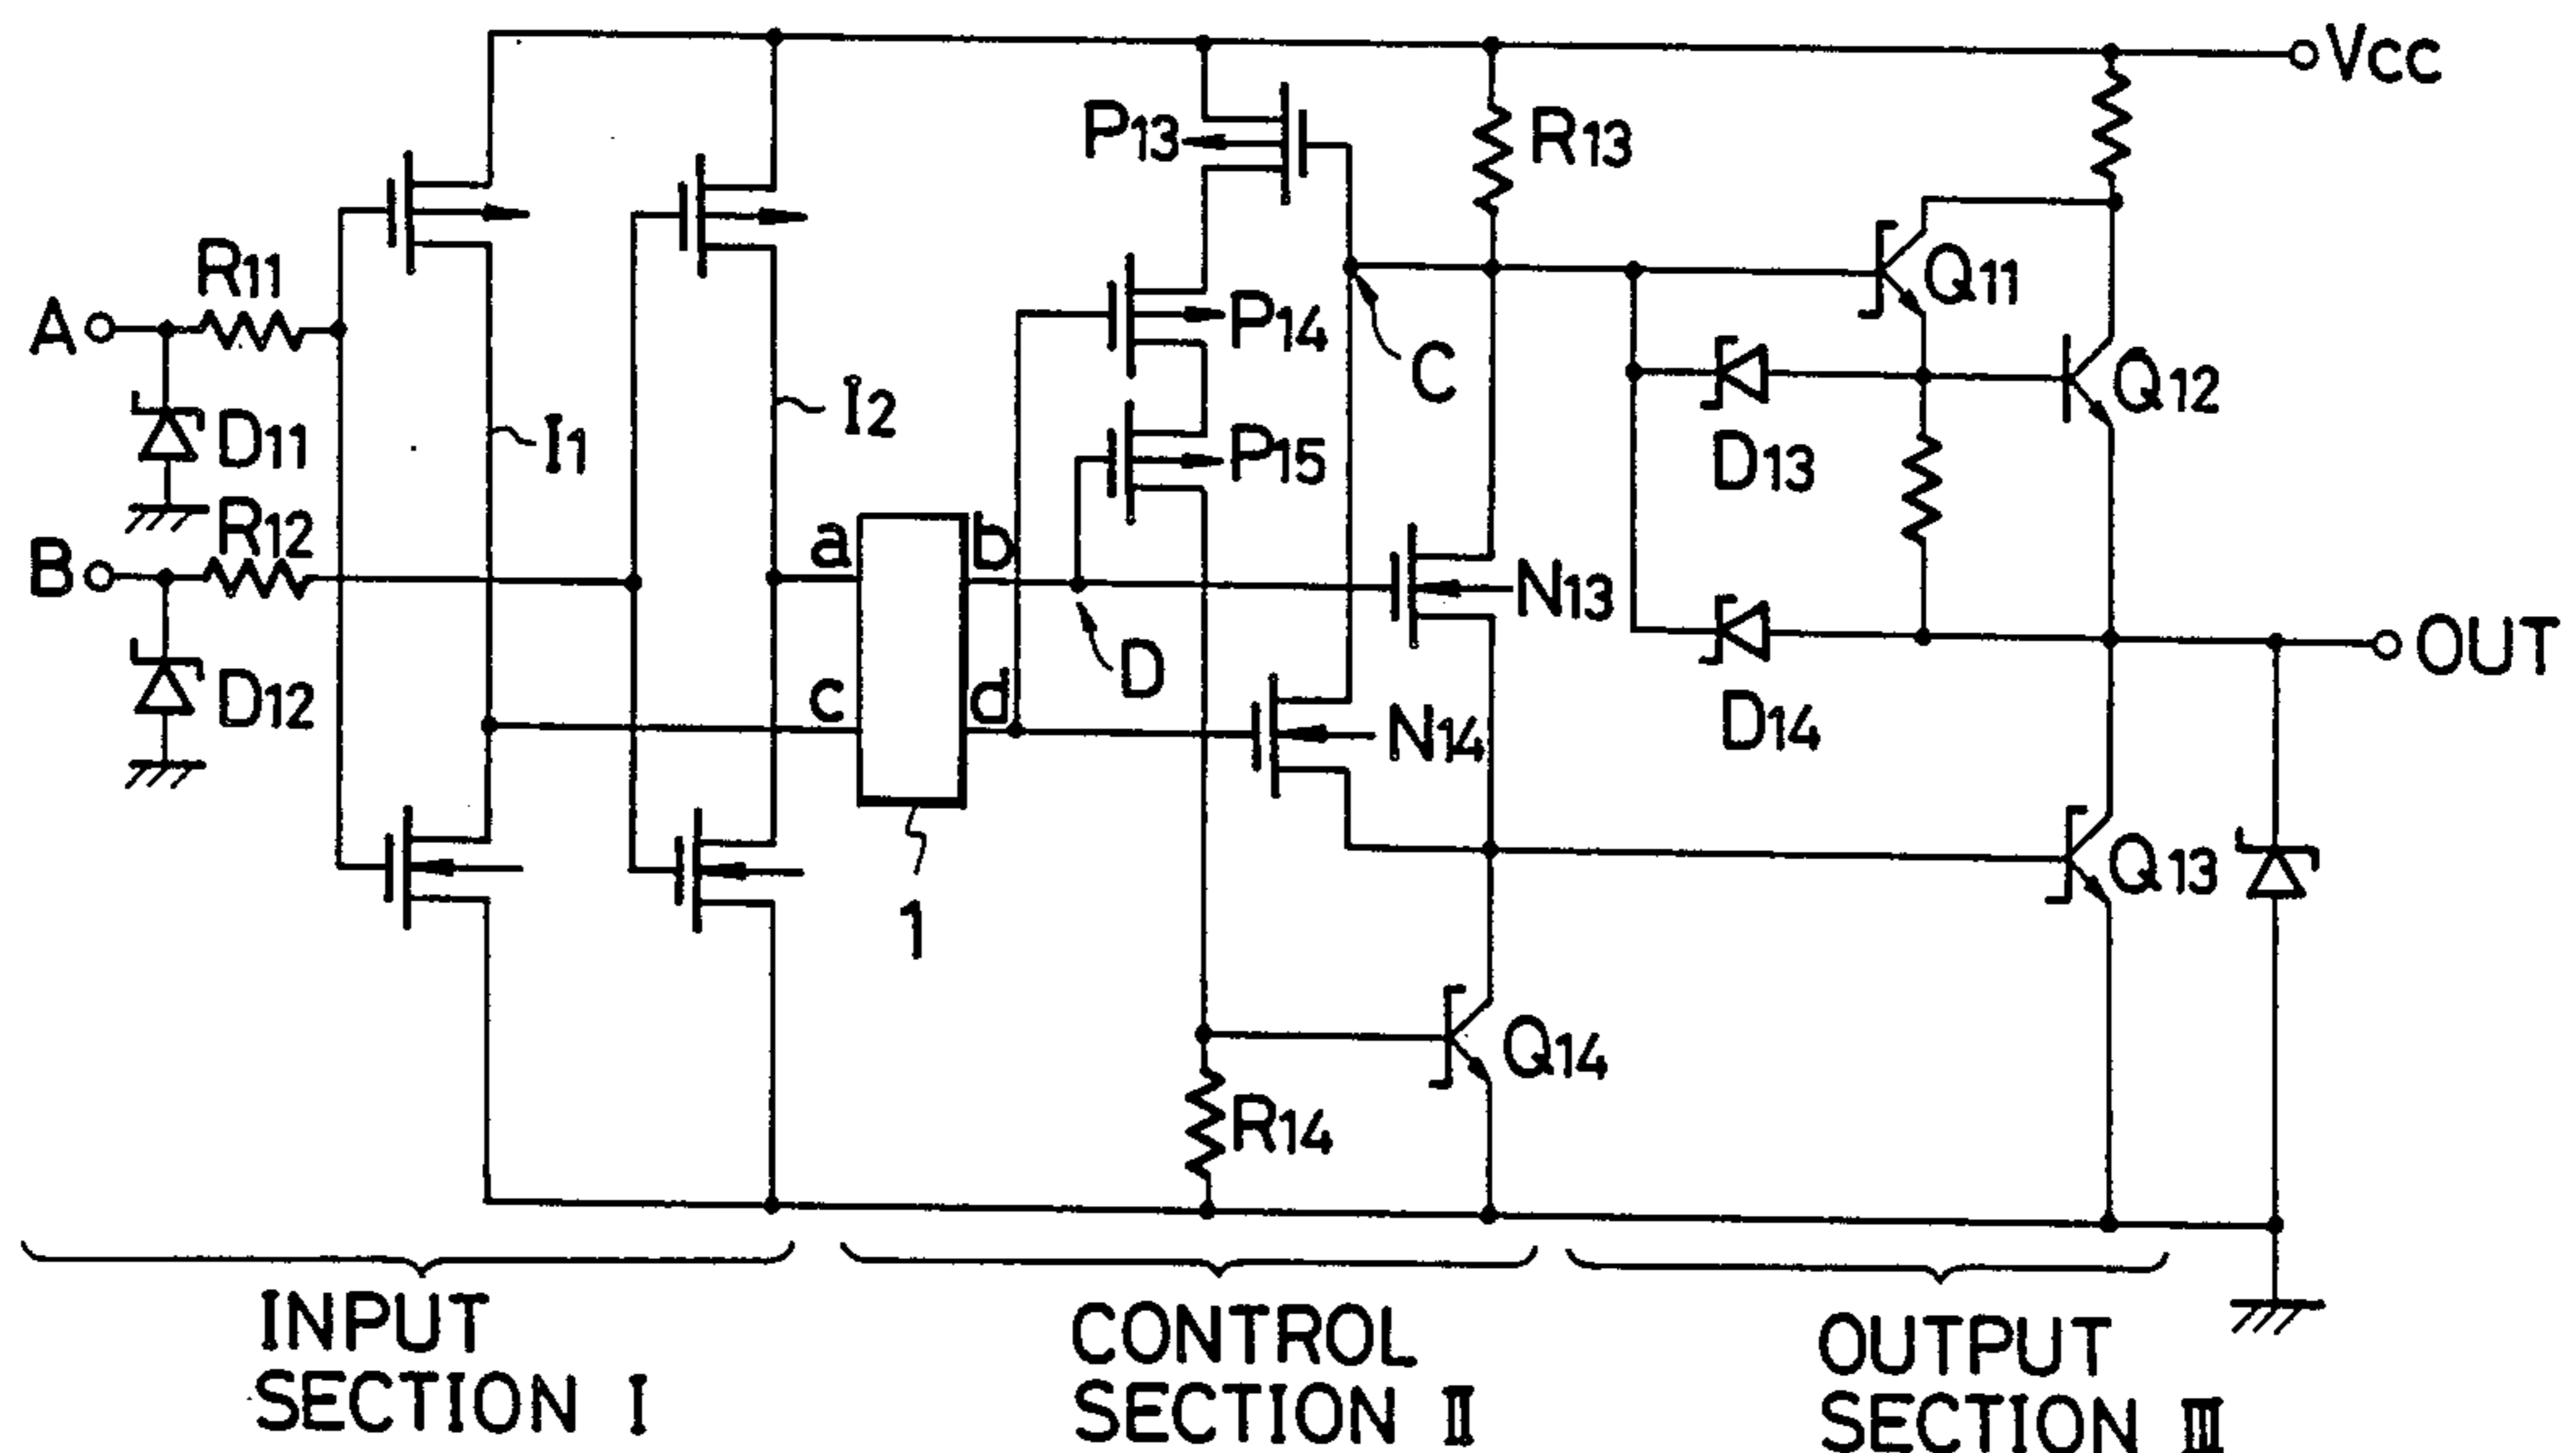 Vcc
P13
R13
R11
Q11
A
P14
C
Q12
I2
D11
I1
P15
D13
R12
B
a
b
N13
D
OUT
D12
c
d
N14
D14
Q13
1
Q14
R14
INPUT
SECTION I
CONTROL
SECTION II
OUTPUT
SECTION III